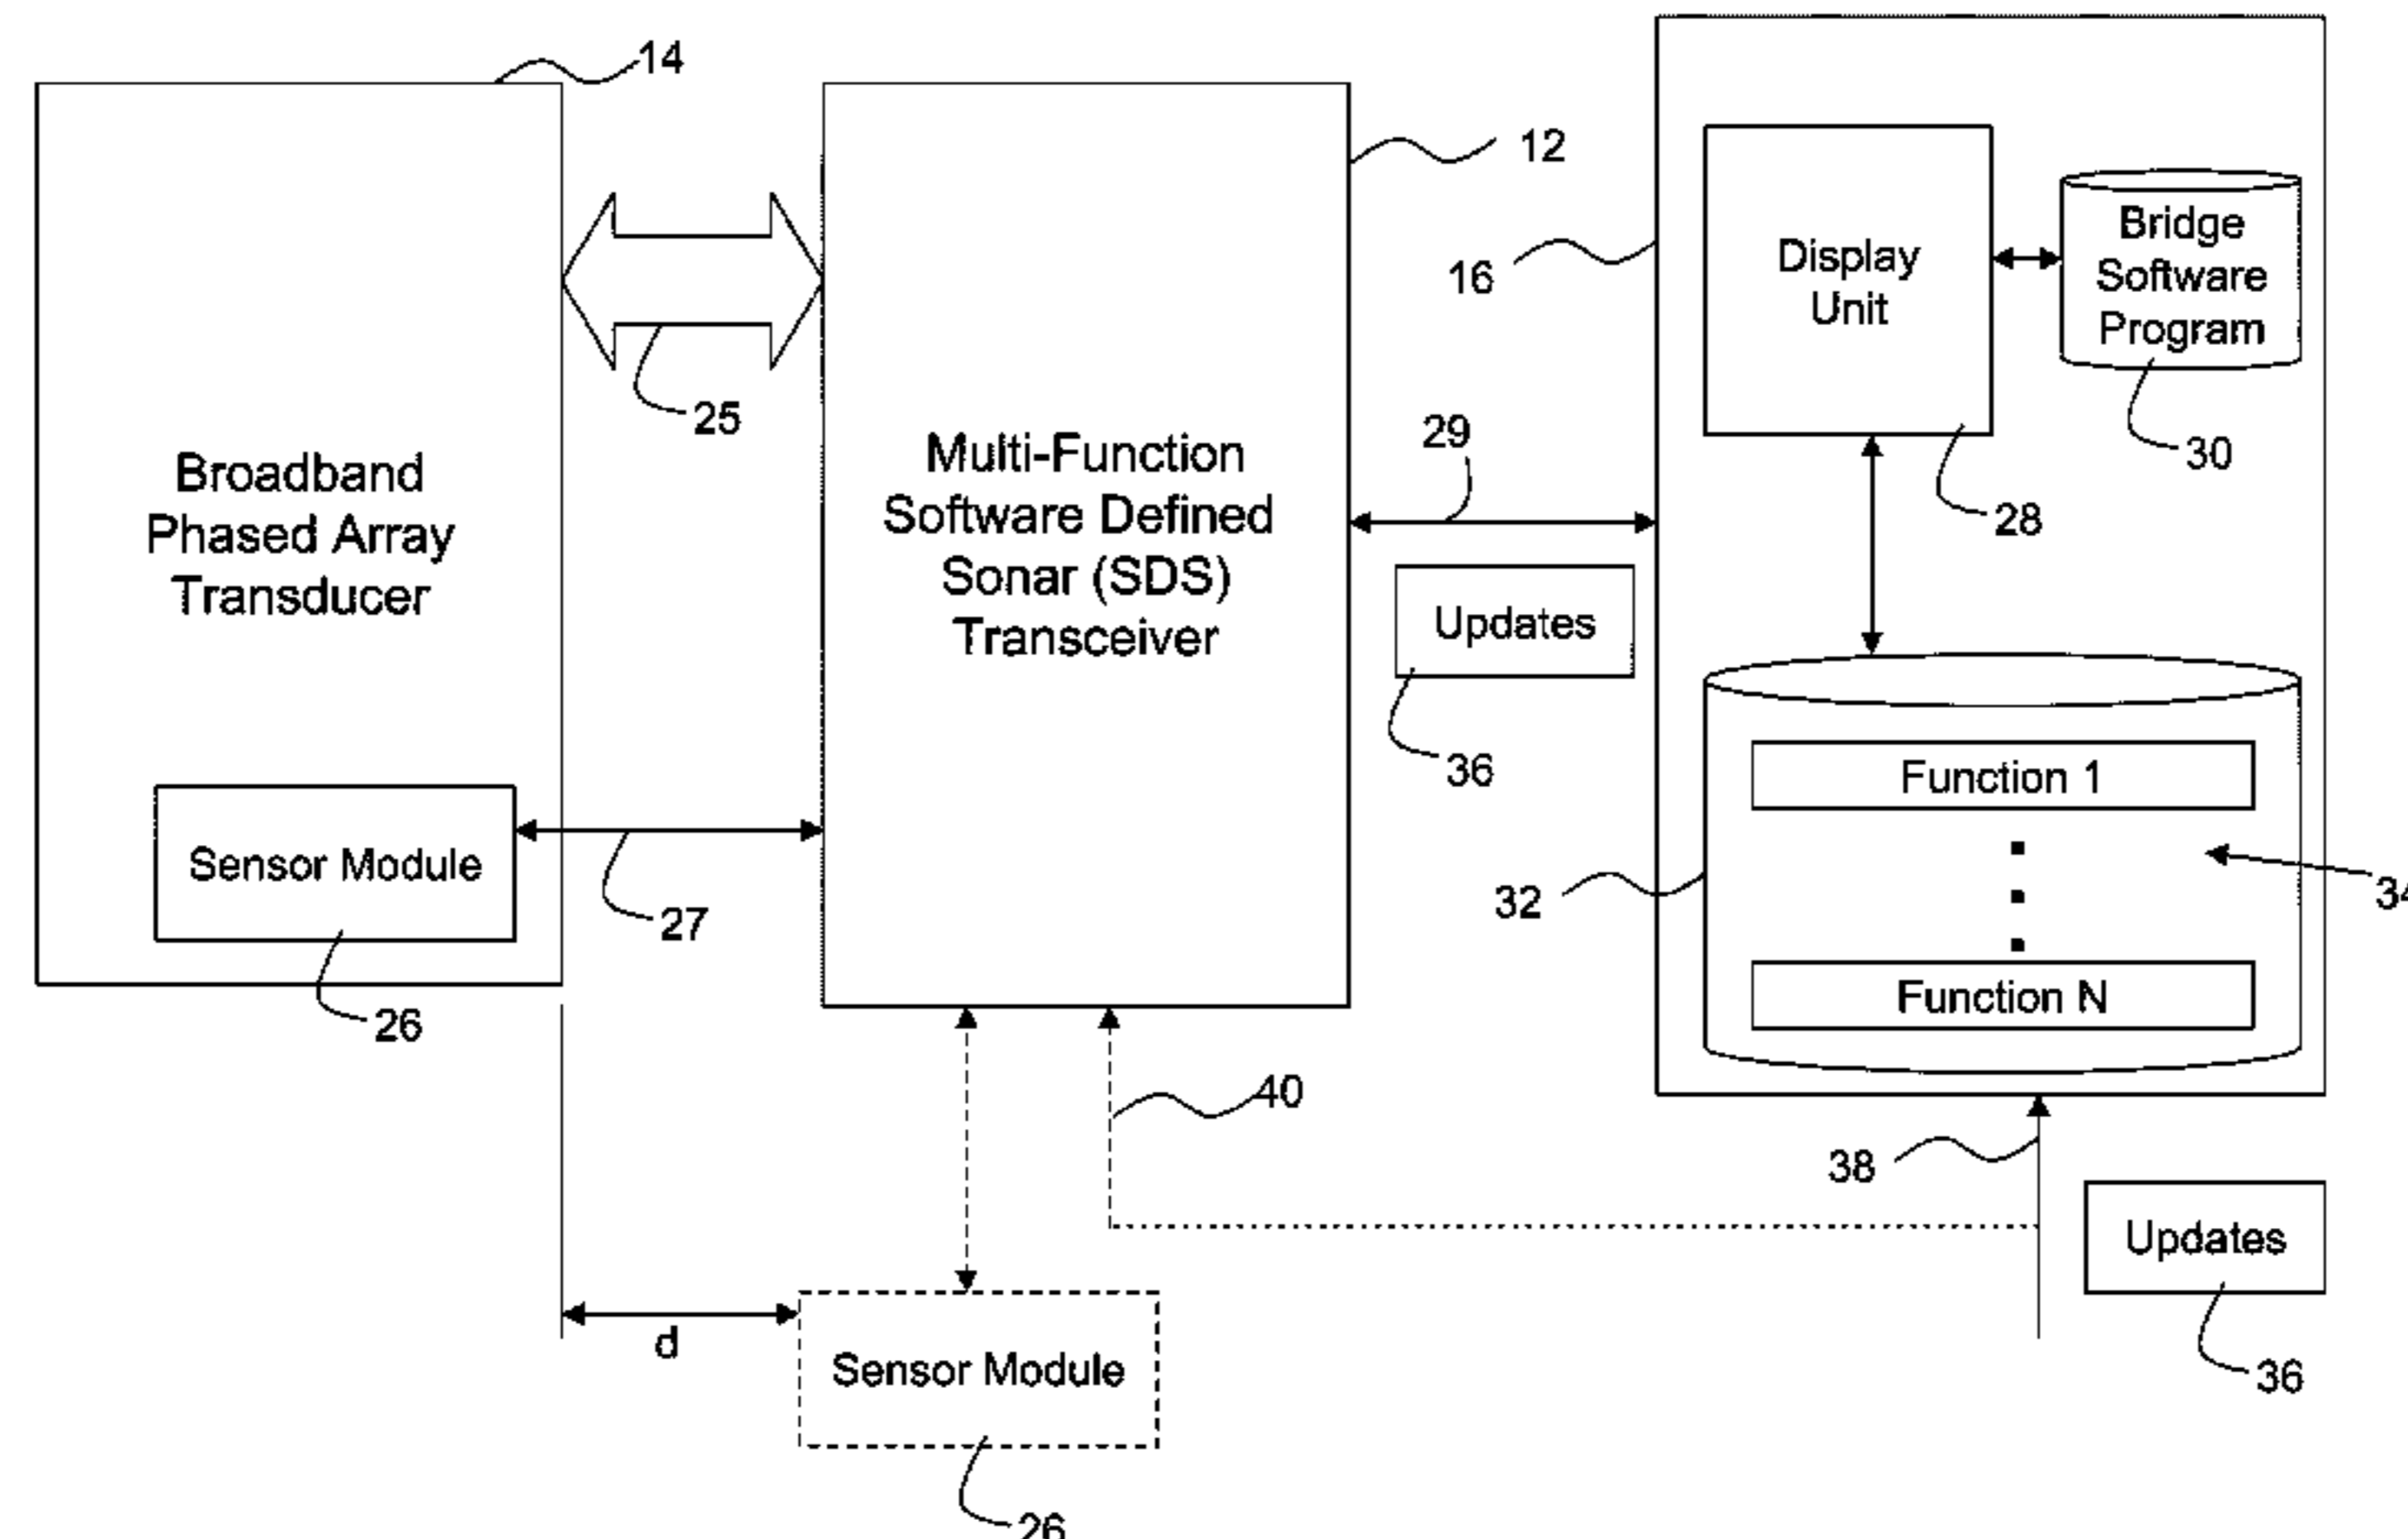 14
12
16
Broadband
Phased Array
Transducer
25
Multi-Function
Software Defined
Sonar (SDS)
Transceiver
29
Updates
36
Display
Unit
28
Bridge
Software
Program
30
Sensor Module
26
27
32
Function 1
34
Function N
40
38
Updates
36
d
Sensor Module
26